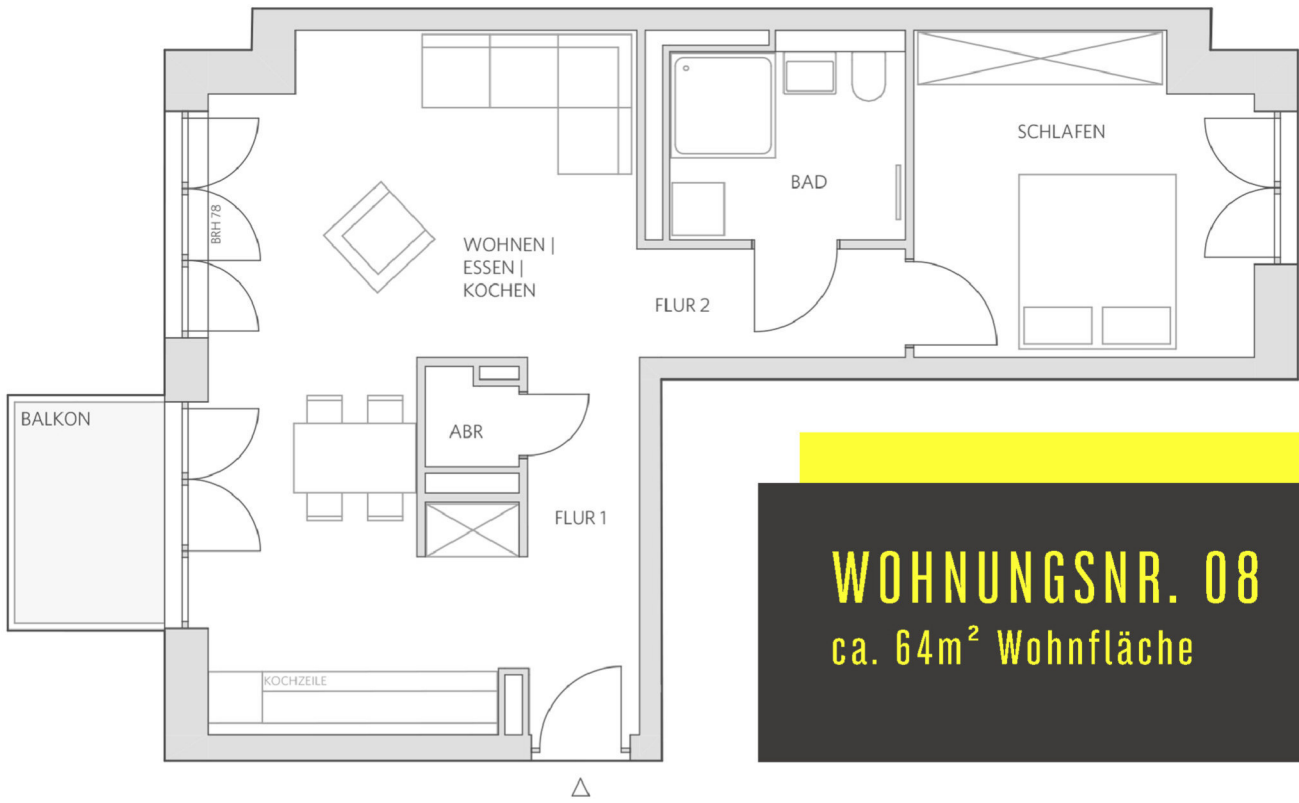 SCHLAFEN
BAD
BRH 78
WOHNEN |
ESSEN |
KOCHEN
FLUR 2
BALKON
ABR
FLUR 1
KOCHZEILE
WOHNUNGSNR. 08
ca. 64m² Wohnfläche